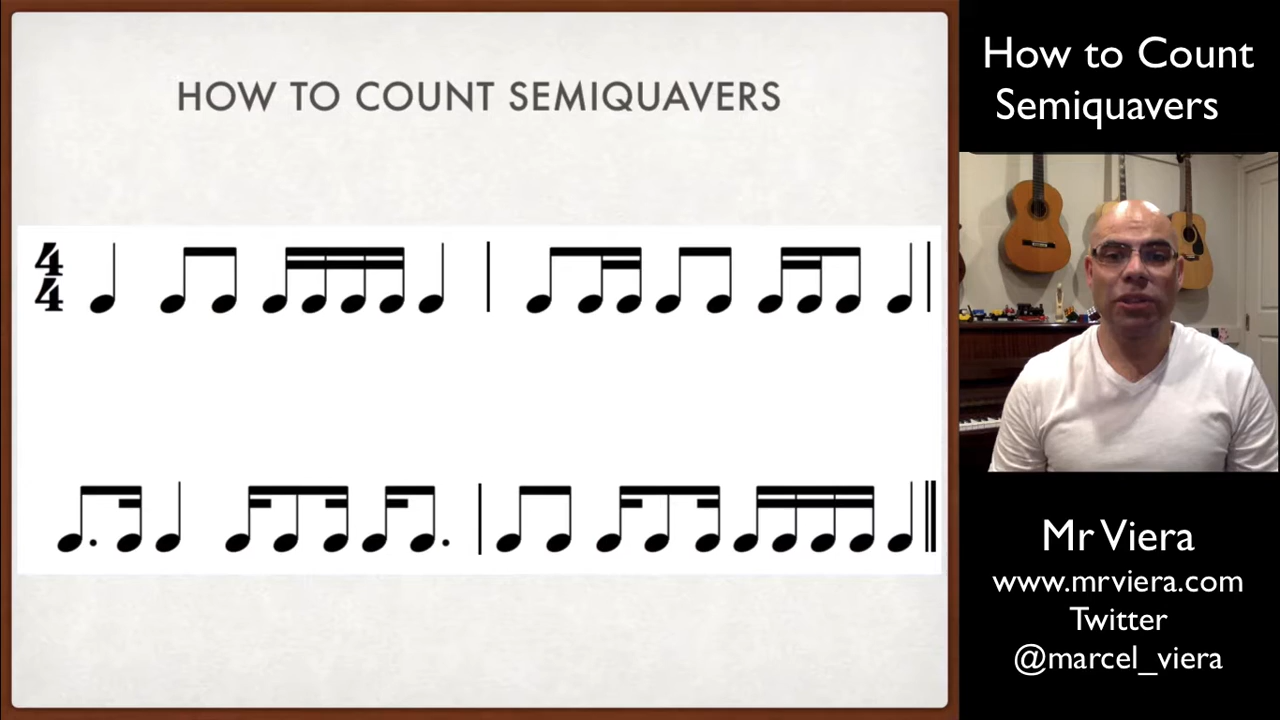 HOW TO COUNT SEMIQUAVERS
4
4
How to Count
Semiquavers
Mr Viera
www.mrviera.com
Twitter
@marcel_viera